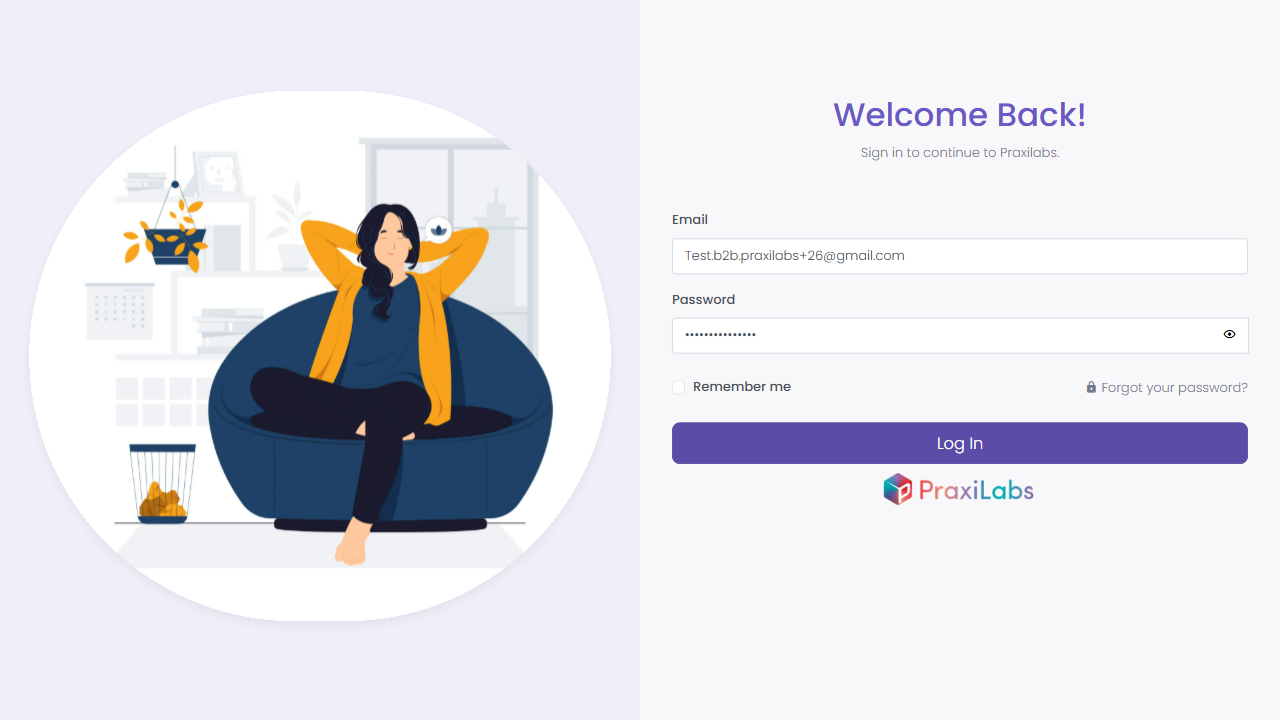 Welcome Back!
Sign in to continue to Praxilabs.
Email
Test.b2b.praxilabs+26@gmail.com
Password
•••••••••••••••
Remember me
Forgot your password?
Log In
PraxiLabs